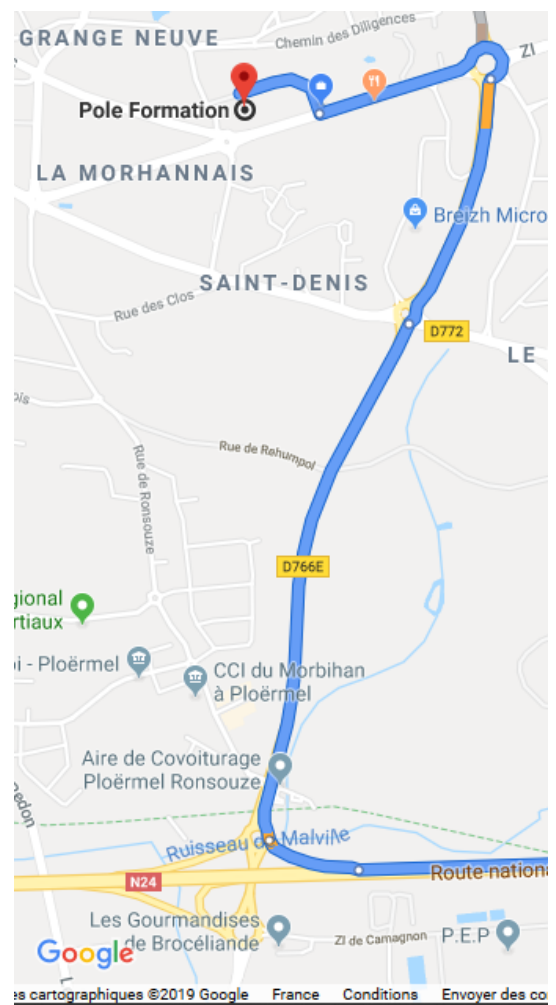 GRANGE NEUVE
Chemin des Diligences
ZI
Pole Formation
LA MORHANNAIS
Breizh Micro
SAINT-DENIS
Rue des Clos
D772
LE
ois
Rue de Rehumpol
Rue de Ronsouze
D766E
gional
rtiaux
oi - Ploërmel
CCI du Morbihan
à Ploërmel
Aire de Covoiturage
Ploërmel Ronsouze
Redon
Ruisseau de Malville
Route nationa
N24
Les Gourmandises
de Brocéliande
ZI de Camagnon
P.E.P
Google
es cartographiques ©2019 Google France Conditions Envoyer des co